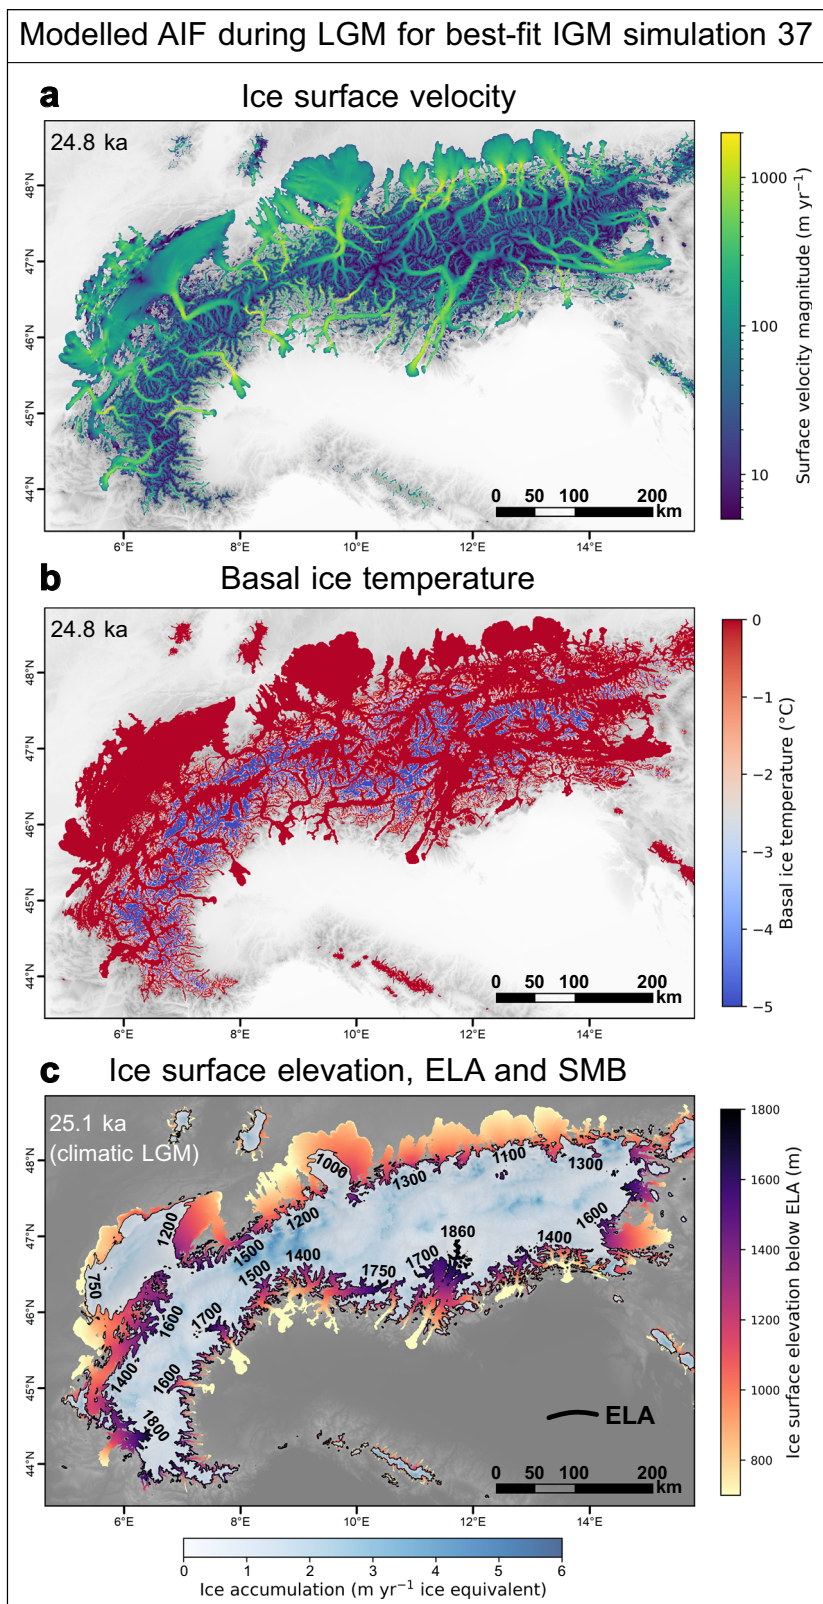 Modelled AIF during LGM for best-fit IGM simulation 37
a Ice surface velocity
24.8 ka
48°N
47°N
46°N
45°N
44°N
6°E 8°E 10°E 12°E 14°E
0 50 100 200
km
1000
100
10
Surface velocity magnitude (m yr⁻¹)
b Basal ice temperature
24.8 ka
48°N
47°N
46°N
45°N
44°N
6°E 8°E 10°E 12°E 14°E
0 50 100 200
km
0
−1
−2
−3
−4
−5
Basal ice temperature (°C)
c Ice surface elevation, ELA and SMB
25.1 ka
(climatic LGM)
48°N
47°N
46°N
45°N
44°N
1000
1300
1100
1300
1200
1200
1600
1860
1500
1400
1700
1400
1500
1750
750
1600
1700
1400
1600
1800
ELA
0 50 100 200
km
6°E 8°E 10°E 12°E 14°E
1800
1600
1400
1200
1000
800
Ice surface elevation below ELA (m)
0 1 2 3 4 5 6
Ice accumulation (m yr⁻¹ ice equivalent)